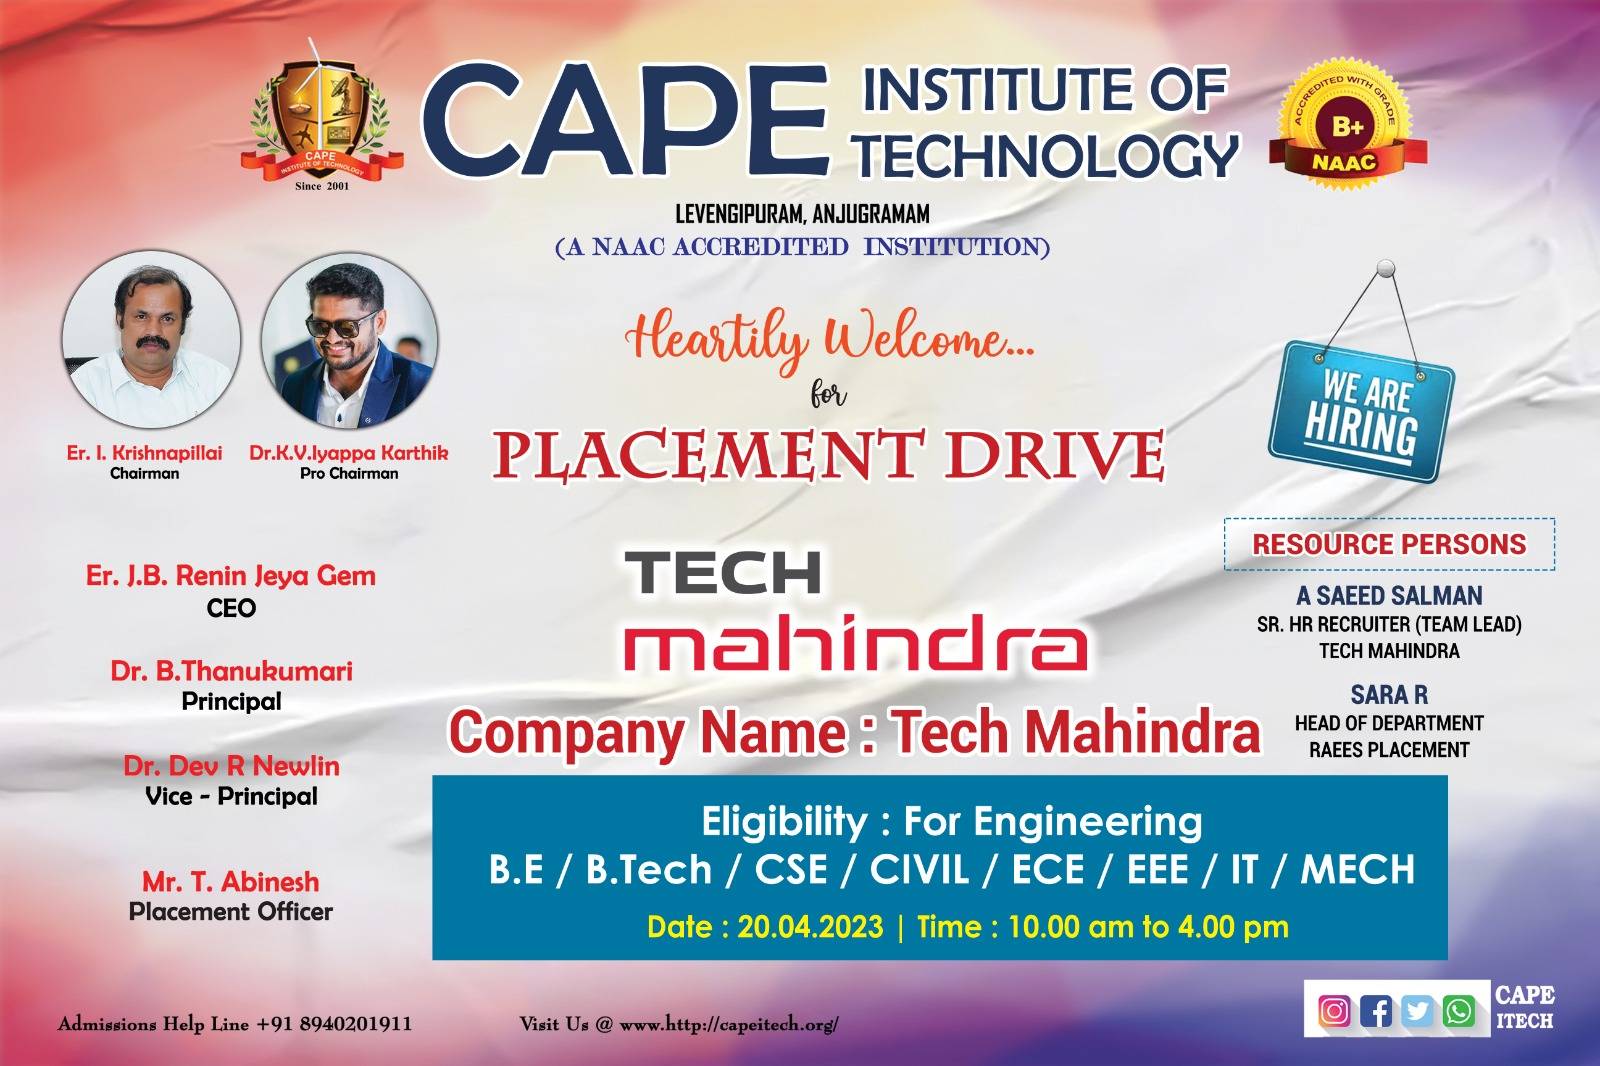 CAPE INSTITUTE OF TECHNOLOGY
CAPE
INSTITUTE OF TECHNOLOGY
Since 2001
ACCREDITED WITH GRADE
B+
NAAC
LEVENGIPURAM, ANJUGRAMAM
(A NAAC ACCREDITED INSTITUTION)
Er. I. Krishnapillai
Chairman
Dr.K.V.Iyappa Karthik
Pro Chairman
Heartily Welcome...
for
PLACEMENT DRIVE
WE ARE
HIRING
Er. J.B. Renin Jeya Gem
CEO
Dr. B.Thanukumari
Principal
Dr. Dev R Newlin
Vice - Principal
Mr. T. Abinesh
Placement Officer
TECH
mahindra
Company Name : Tech Mahindra
RESOURCE PERSONS
A SAEED SALMAN
SR. HR RECRUITER (TEAM LEAD)
TECH MAHINDRA
SARA R
HEAD OF DEPARTMENT
RAEES PLACEMENT
Eligibility : For Engineering
B.E / B.Tech / CSE / CIVIL / ECE / EEE / IT / MECH
Date : 20.04.2023 | Time : 10.00 am to 4.00 pm
Admissions Help Line +91 8940201911
Visit Us @ www.http://capeitech.org/
CAPE
ITECH